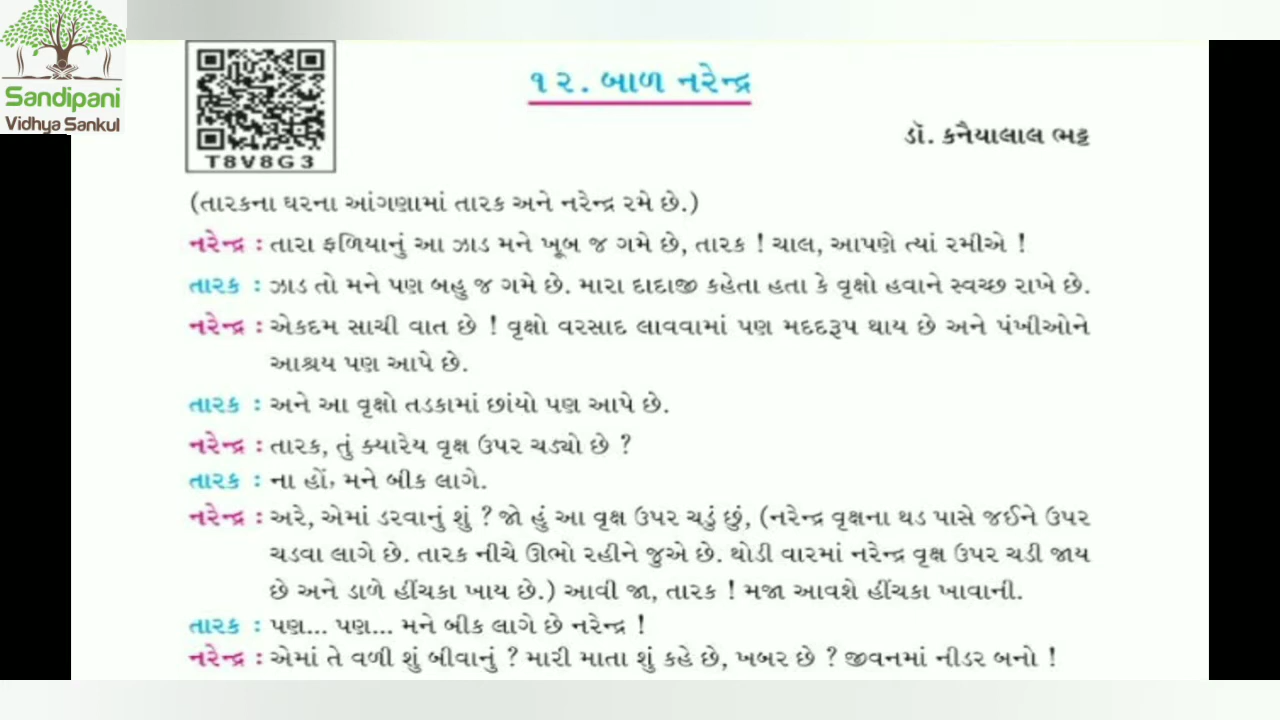 Sandipani
Vidhya Sankul
T8V8G3
૧૨. બાળ નરેન્દ્ર
ડૉ. કનૈયાલાલ ભટ્ટ
(તારકના ઘરના આંગણામાં તારક અને નરેન્દ્ર રમે છે.)
નરેન્દ્ર : તારા ફળિયાનું આ ઝાડ મને ખૂબ જ ગમે છે, તારક ! ચાલ, આપણે ત્યાં રમીએ !
તારક : ઝાડ તો મને પણ બહુ જ ગમે છે. મારા દાદાજી કહેતા હતા કે વૃક્ષો હવાને સ્વચ્છ રાખે છે.
નરેન્દ્ર : એકદમ સાચી વાત છે ! વૃક્ષો વરસાદ લાવવામાં પણ મદદરૂપ થાય છે અને પંખીઓને
આશ્રય પણ આપે છે.
તારક : અને આ વૃક્ષો તડકામાં છાંયો પણ આપે છે.
નરેન્દ્ર : તારક, તું ક્યારેય વૃક્ષ ઉપર ચડ્યો છે ?
તારક : ના હોં, મને બીક લાગે.
નરેન્દ્ર : અરે, એમાં ડરવાનું શું ? જો હું આ વૃક્ષ ઉપર ચડું છું, (નરેન્દ્ર વૃક્ષના થડ પાસે જઈને ઉપર
ચડવા લાગે છે. તારક નીચે ઊભો રહીને જુએ છે. થોડી વારમાં નરેન્દ્ર વૃક્ષ ઉપર ચડી જાય
છે અને ડાળે હીંચકા ખાય છે.) આવી જા, તારક ! મજા આવશે હીંચકા ખાવાની.
તારક : પણ... પણ... મને બીક લાગે છે નરેન્દ્ર !
નરેન્દ્ર : એમાં તે વળી શું બીવાનું ? મારી માતા શું કહે છે, ખબર છે ? જીવનમાં નીડર બનો !